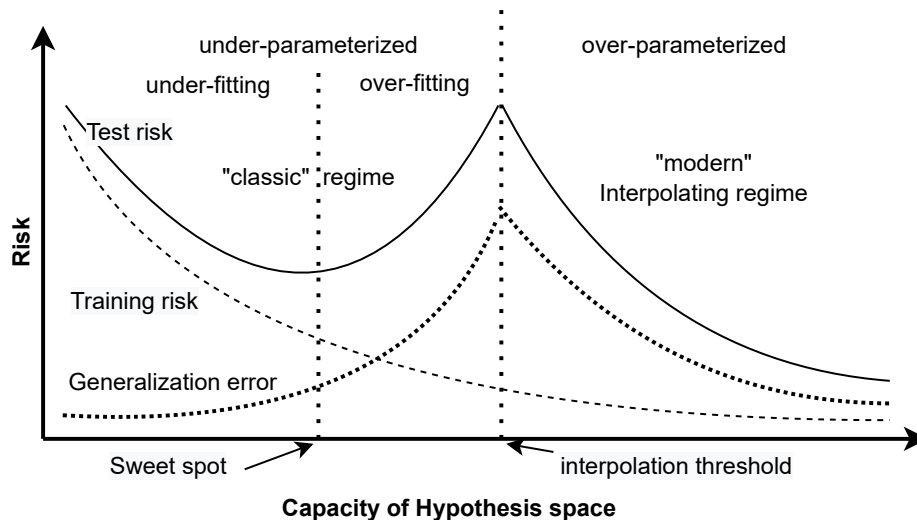 under-parameterized
over-parameterized
under-fitting
over-fitting
Test risk
"classic" regime
"modern"
Interpolating regime
Risk
Training risk
Generalization error
Sweet spot
interpolation threshold
Capacity of Hypothesis space